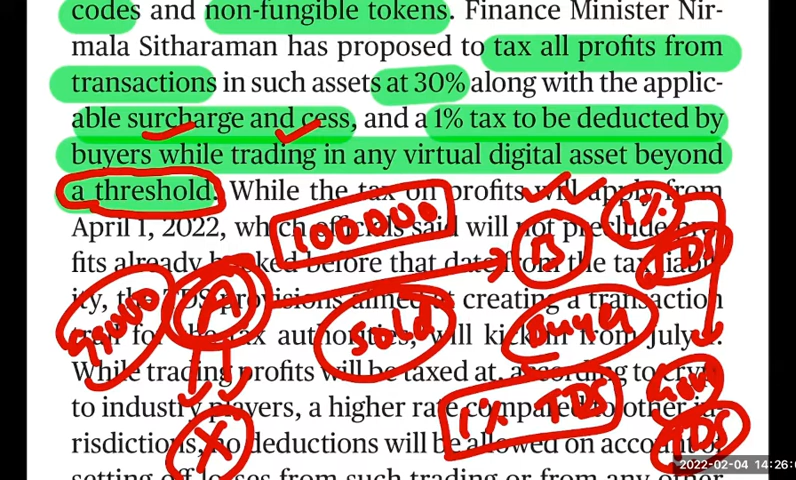 codes and non-fungible tokens. Finance Minister Nir-
mala Sitharaman has proposed to tax all profits from
transactions in such assets at 30% along with the applic-
able surcharge and cess, and a 1% tax to be deducted by
buyers while trading in any virtual digital asset beyond
a threshold. While the tax on profits will apply from
April 1, 2022, which officials said will not preclude pro-
100.000
1%
TDS
B
fits already booked before that date from the tax liabil-
ity, the TDS provisions aimed at creating a transaction
A
trail for the tax authorities, will kick in from July 1.
Sold
Buyer
While trading profits will be taxed at, according to cryp-
to industry players, a higher rate compared to other ju-
1% TDS
X
TDS
risdictions, no deductions will be allowed on account of
2022-02-04 14:26:0
setting off losses from such trading or from any other